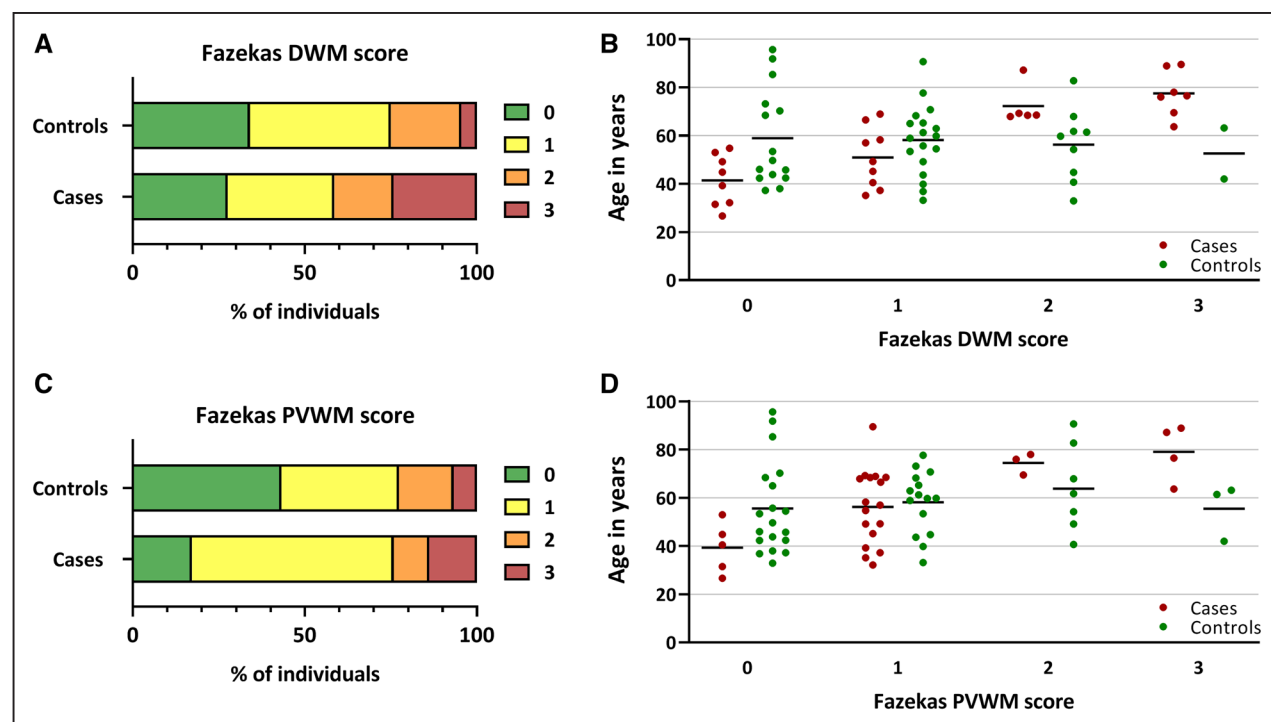 A
Fazekas DWM score
Controls
Cases
0
50
100
% of individuals
0
1
2
3
B
100
80
60
40
20
0
Age in years
Cases
Controls
0
1
2
3
Fazekas DWM score
C
Fazekas PVWM score
Controls
Cases
0
50
100
% of individuals
0
1
2
3
D
100
80
60
40
20
0
Age in years
Cases
Controls
0
1
2
3
Fazekas PVWM score